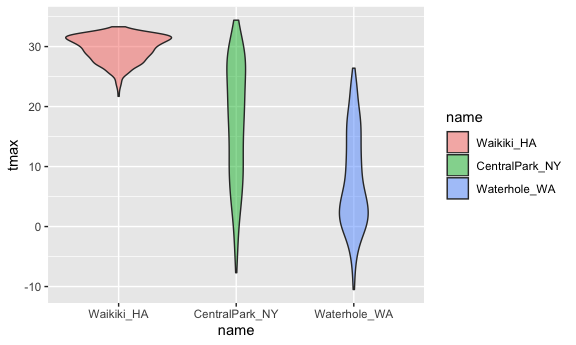 tmax
30
20
10
0
-10
Waikiki_HA CentralPark_NY Waterhole_WA
name
name
Waikiki_HA
CentralPark_NY
Waterhole_WA